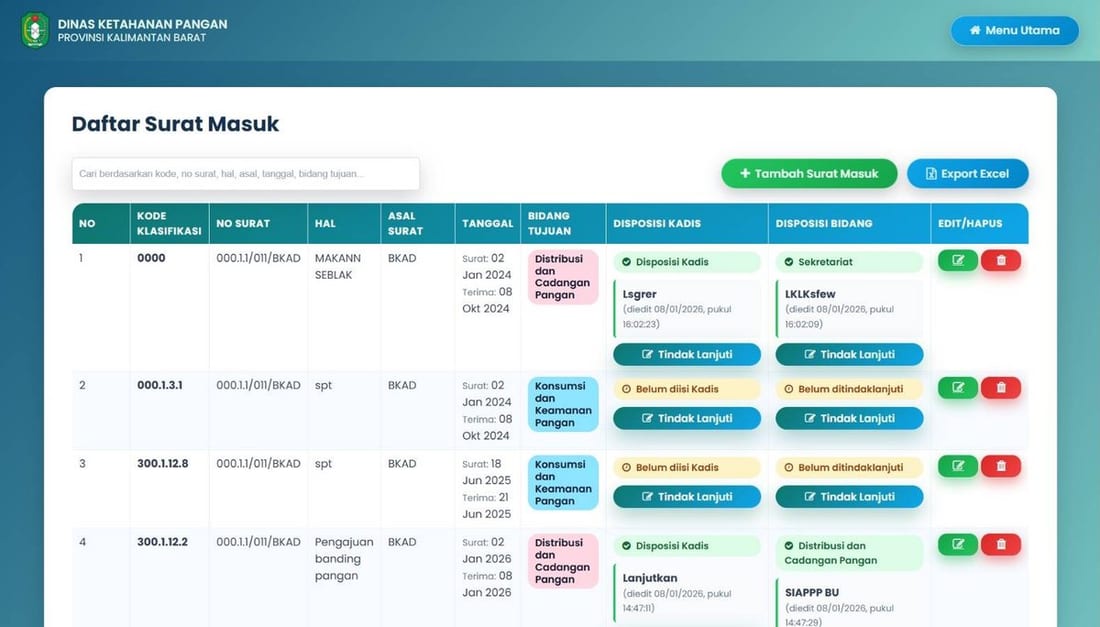 DINAS KETAHANAN PANGAN
PROVINSI KALIMANTAN BARAT
Menu Utama
Daftar Surat Masuk
Cari berdasarkan kode, no surat, hal, asal, tanggal, bidang tujuan...
Tambah Surat Masuk
Export Excel
NO
KODE
KLASIFIKASI
NO SURAT
HAL
ASAL
SURAT
TANGGAL
BIDANG
TUJUAN
DISPOSISI KADIS
DISPOSISI BIDANG
EDIT/HAPUS
1
0000
000.1.1/011/BKAD
MAKANN
SEBLAK
BKAD
Surat: 02
Jan 2024
Terima: 08
Okt 2024
Distribusi
dan
Cadangan
Pangan
Disposisi Kadis
Lsgrer
(diedit 08/01/2026, pukul
16:02:23)
Tindak Lanjuti
Sekretariat
LKLKsfew
(diedit 08/01/2026, pukul
16:02:09)
Tindak Lanjuti
2
000.1.3.1
000.1.1/011/BKAD
spt
BKAD
Surat: 02
Jan 2024
Terima: 08
Okt 2024
Konsumsi
dan
Keamanan
Pangan
Belum diisi Kadis
Tindak Lanjuti
Belum ditindaklanjuti
Tindak Lanjuti
3
300.1.12.8
000.1.1/011/BKAD
spt
BKAD
Surat: 18
Jun 2025
Terima: 21
Jun 2025
Konsumsi
dan
Keamanan
Pangan
Belum diisi Kadis
Tindak Lanjuti
Belum ditindaklanjuti
Tindak Lanjuti
4
300.1.12.2
000.1.1/011/BKAD
Pengajuan
banding
pangan
BKAD
Surat: 02
Jan 2026
Terima: 08
Jan 2026
Distribusi
dan
Cadangan
Pangan
Disposisi Kadis
Lanjutkan
(diedit 08/01/2026, pukul
14:47:11)
Distribusi dan
Cadangan Pangan
SIAPPP BU
(diedit 08/01/2026, pukul
14:47:29)